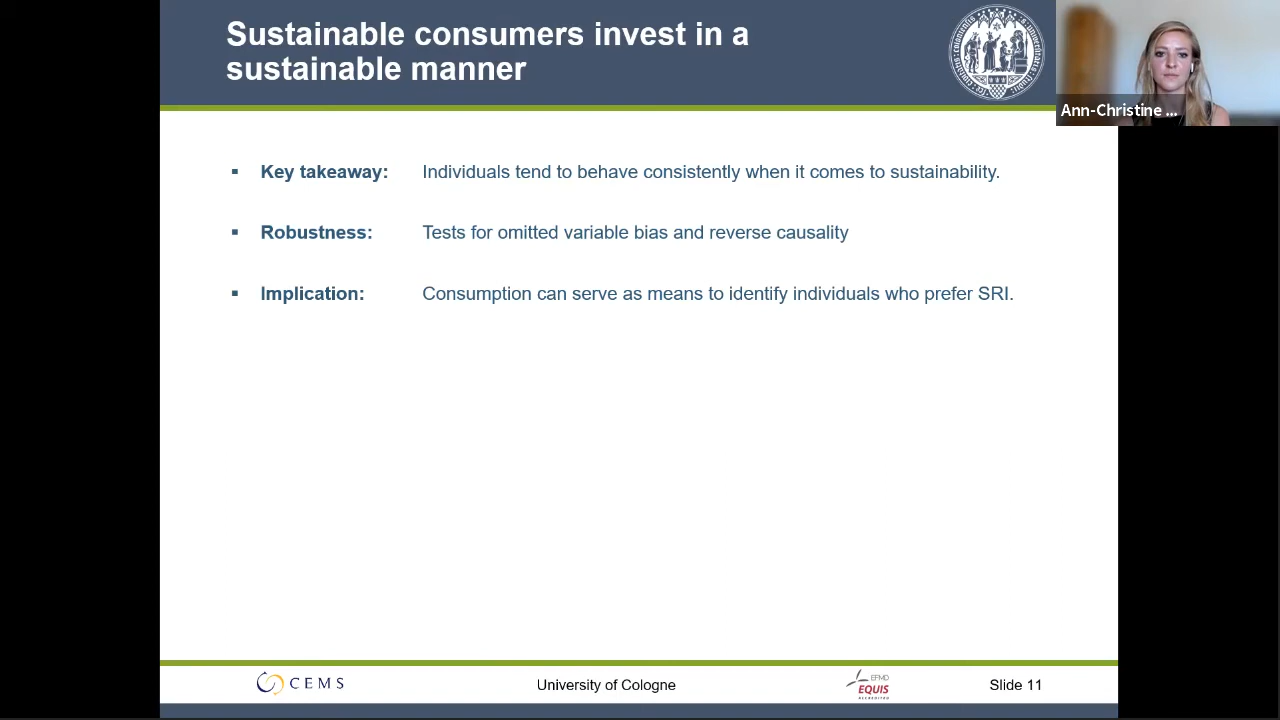 Sustainable consumers invest in a
sustainable manner
Ann-Christine ...
▪ Key takeaway: Individuals tend to behave consistently when it comes to sustainability.
▪ Robustness: Tests for omitted variable bias and reverse causality
▪ Implication: Consumption can serve as means to identify individuals who prefer SRI.
CEMS
University of Cologne
EFMD
EQUIS
ACCREDITED
Slide 11